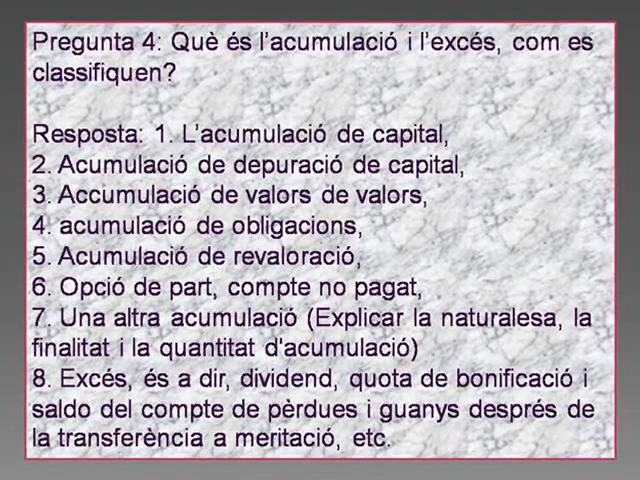 Pregunta 4: Què és l’acumulació i l’excés, com es
classifiquen?
Resposta: 1. L’acumulació de capital,
2. Acumulació de depuració de capital,
3. Accumulació de valors de valors,
4. acumulació de obligacions,
5. Acumulació de revaloració,
6. Opció de part, compte no pagat,
7. Una altra acumulació (Explicar la naturalesa, la
finalitat i la quantitat d'acumulació)
8. Excés, és a dir, dividend, quota de bonificació i
saldo del compte de pèrdues i guanys després de
la transferència a meritació, etc.